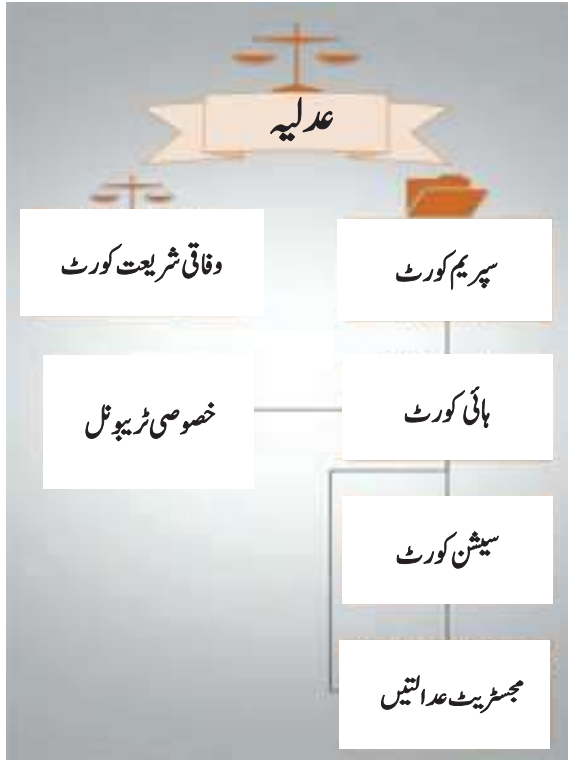 عدلیہ
سپریم کورٹ
وفاقی شریعت کورٹ
ہائی کورٹ
خصوصی ٹریبونل
سیشن کورٹ
مجسٹریٹ عدالتیں